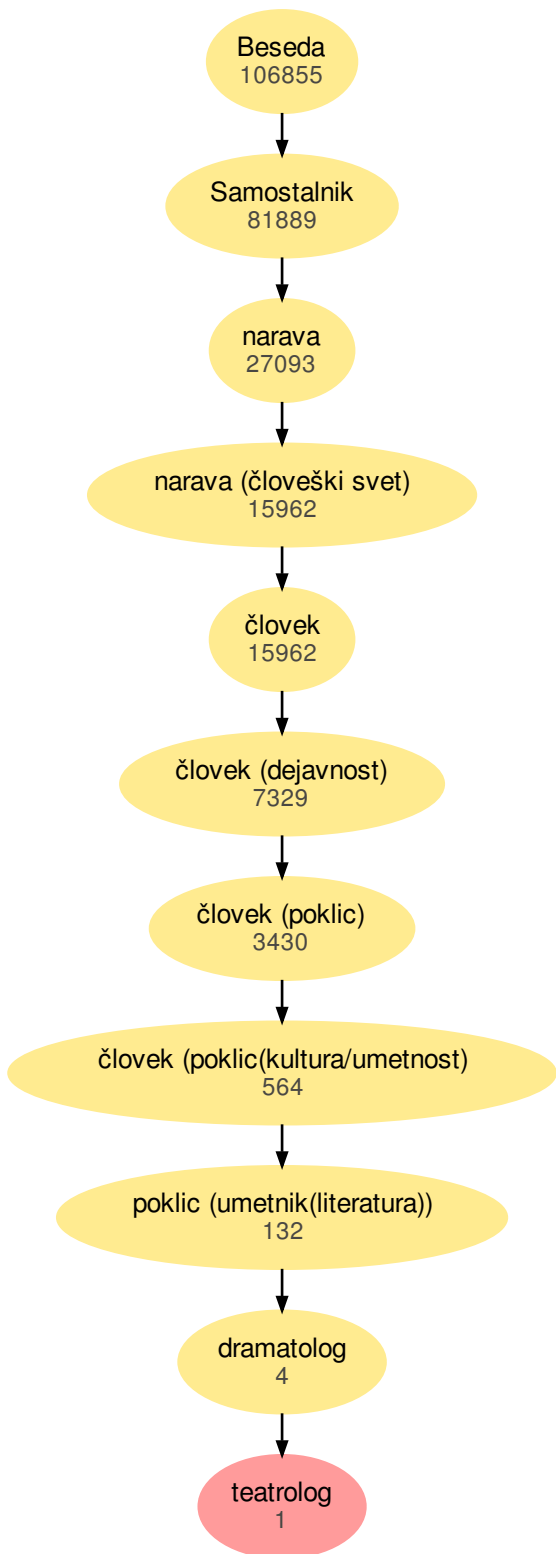 Beseda
106855
Samostalnik
81889
narava
27093
narava (človeški svet)
15962
človek
15962
človek (dejavnost)
7329
človek (poklic)
3430
človek (poklic(kultura/umetnost)
564
poklic (umetnik(literatura))
132
dramatolog
4
teatrolog
1